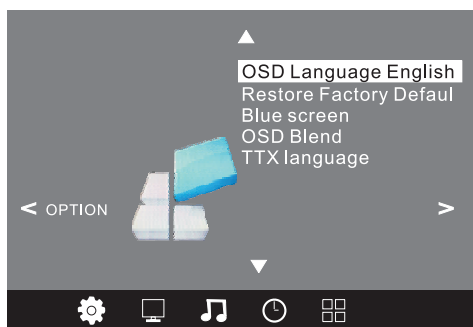 OSD Language English
Restore Factory Defaul
Blue screen
OSD Blend
TTX language
< OPTION >